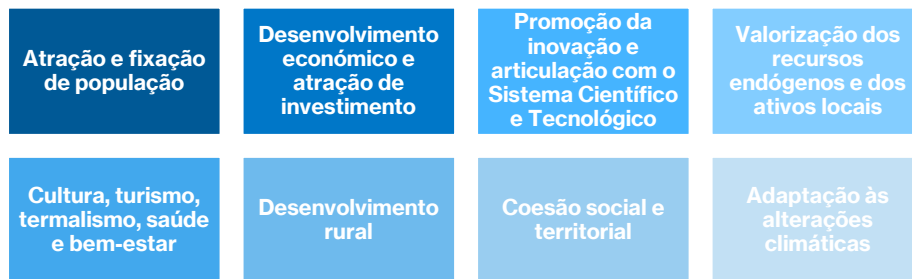 Atração e fixação
de população
Desenvolvimento
económico e
atração de
investimento
Promoção da
inovação e
articulação com o
Sistema Científico
e Tecnológico
Valorização dos
recursos
endógenos e dos
ativos locais
Cultura, turismo,
termalismo, saúde
e bem-estar
Desenvolvimento
rural
Coesão social e
territorial
Adaptação às
alterações
climáticas